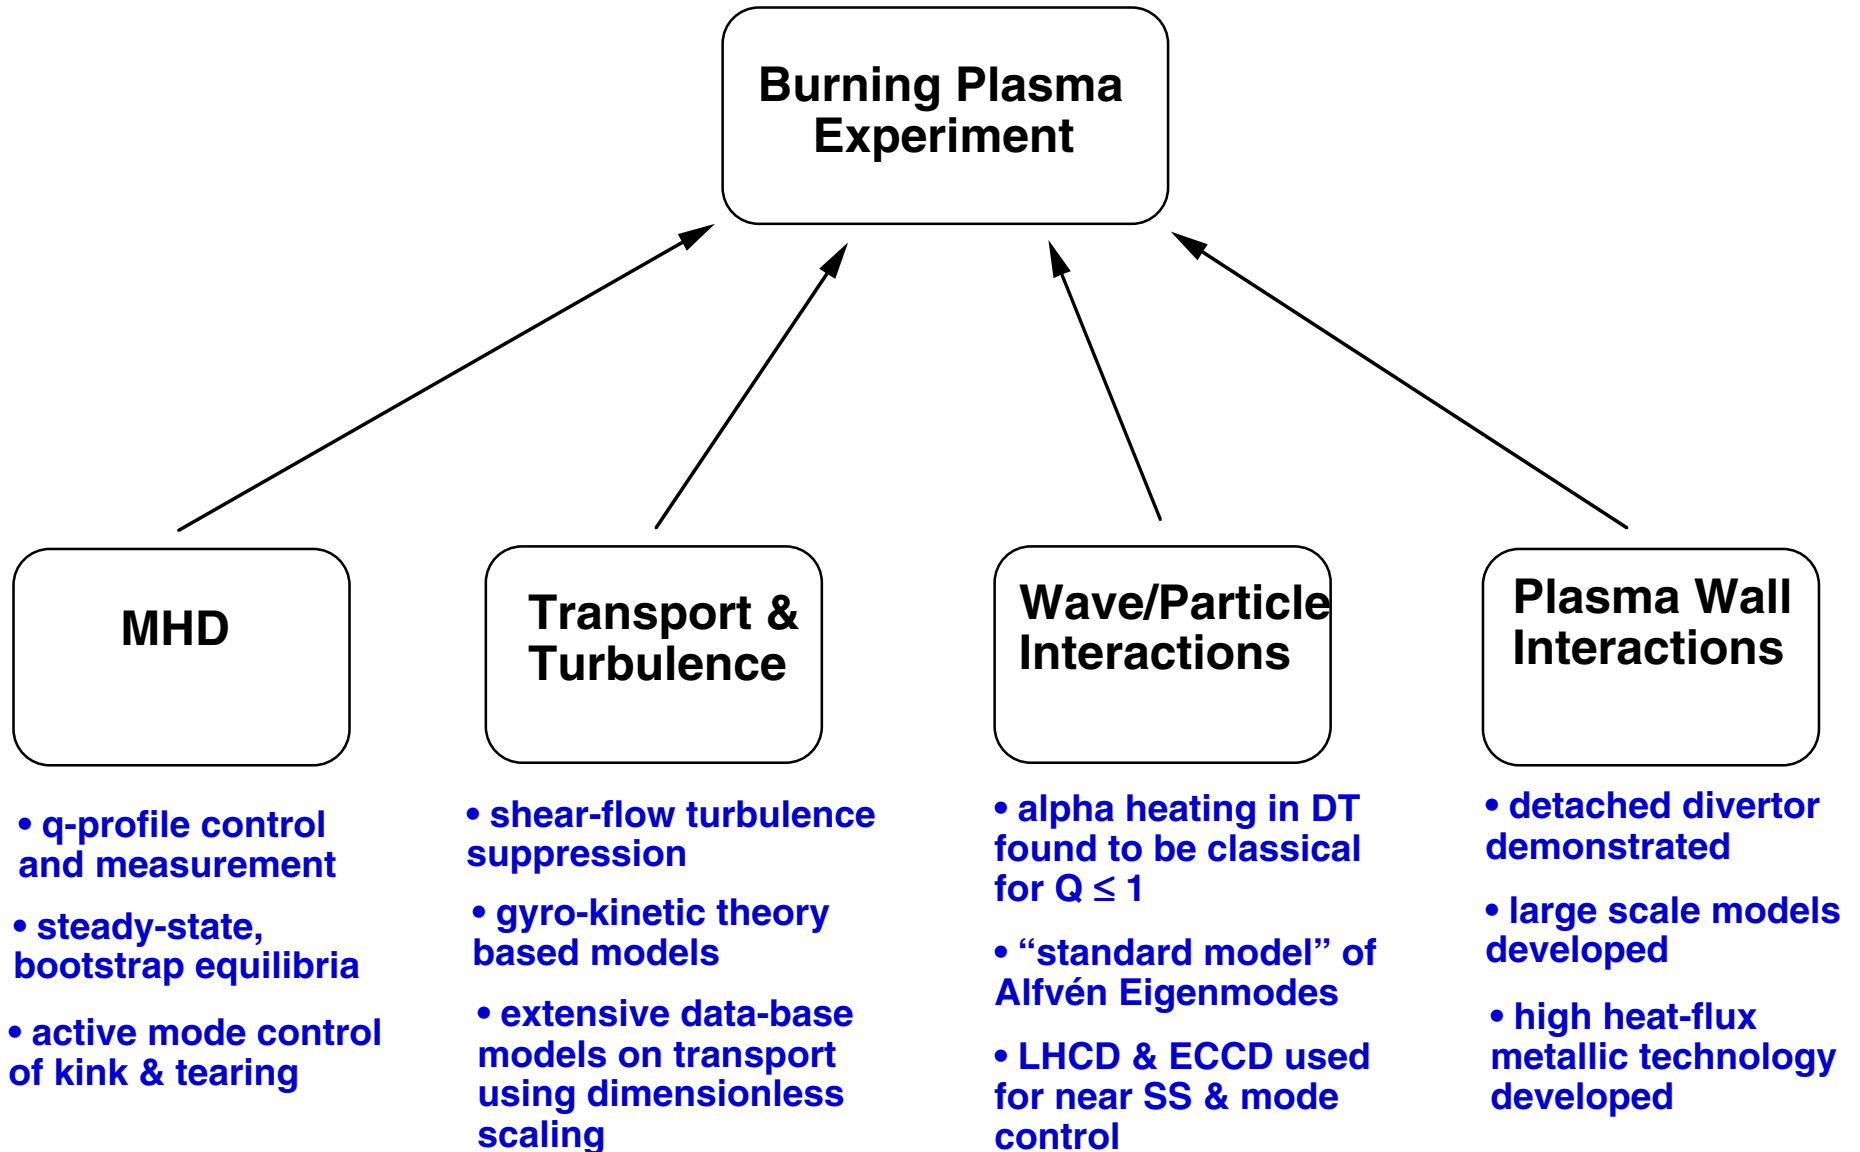 Burning Plasma
Experiment
MHD
Transport &
Turbulence
Wave/Particle
Interactions
Plasma Wall
Interactions
• q-profile control
and measurement
• steady-state,
bootstrap equilibria
• active mode control
of kink & tearing
• shear-flow turbulence
suppression
• gyro-kinetic theory
based models
• extensive data-base
models on transport
using dimensionless
scaling
• alpha heating in DT
found to be classical
for Q ≤ 1
• “standard model” of
Alfvén Eigenmodes
• LHCD & ECCD used
for near SS & mode
control
• detached divertor
demonstrated
• large scale models
developed
• high heat-flux
metallic technology
developed